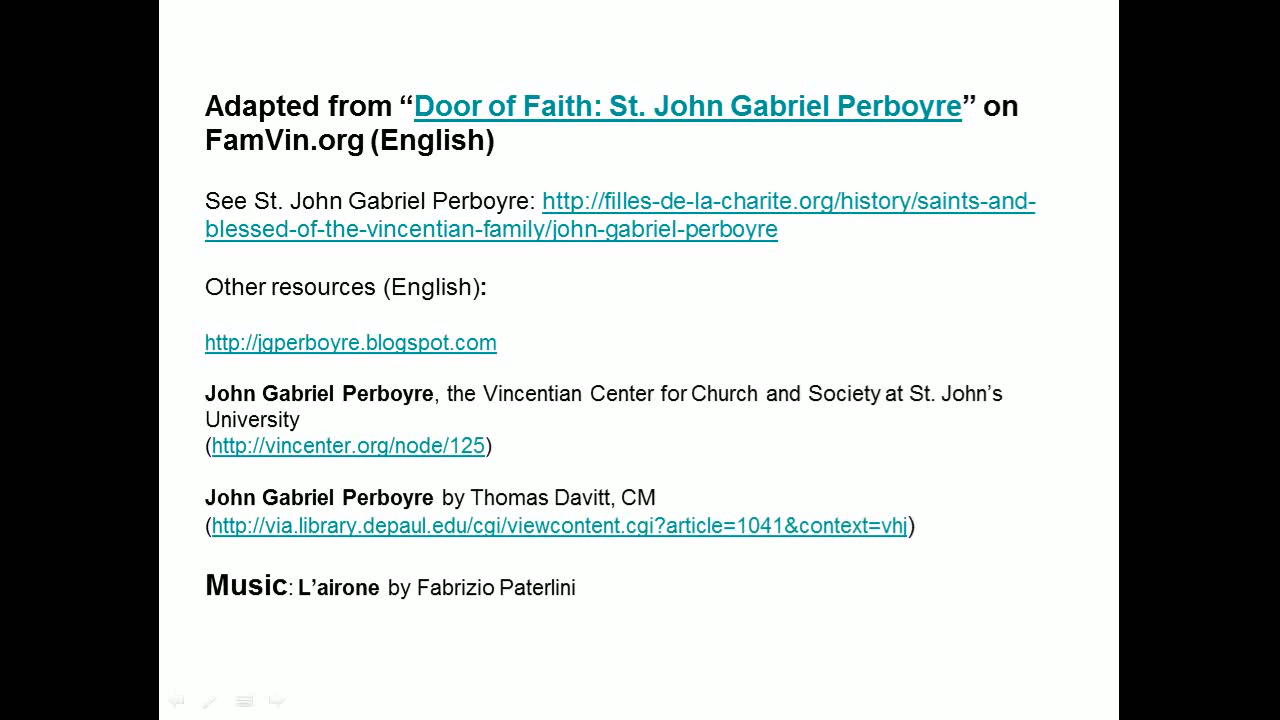 Adapted from “Door of Faith: St. John Gabriel Perboyre” on
FamVin.org (English)
See St. John Gabriel Perboyre: http://filles-de-la-charite.org/history/saints-and-
blessed-of-the-vincentian-family/john-gabriel-perboyre
Other resources (English):
http://jgperboyre.blogspot.com
John Gabriel Perboyre, the Vincentian Center for Church and Society at St. John’s
University
(http://vincenter.org/node/125)
John Gabriel Perboyre by Thomas Davitt, CM
(http://via.library.depaul.edu/cgi/viewcontent.cgi?article=1041&context=vhj)
Music: L’airone by Fabrizio Paterlini